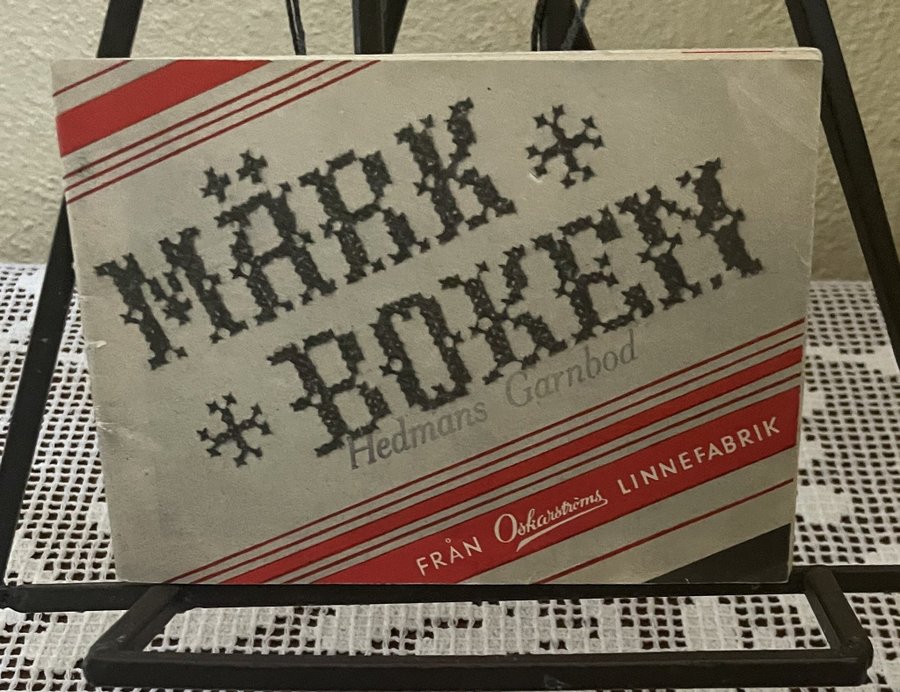 MÄRK
BOKEN
Hedmans Garnbod
FRÅN Oskarströms LINNEFABRIK